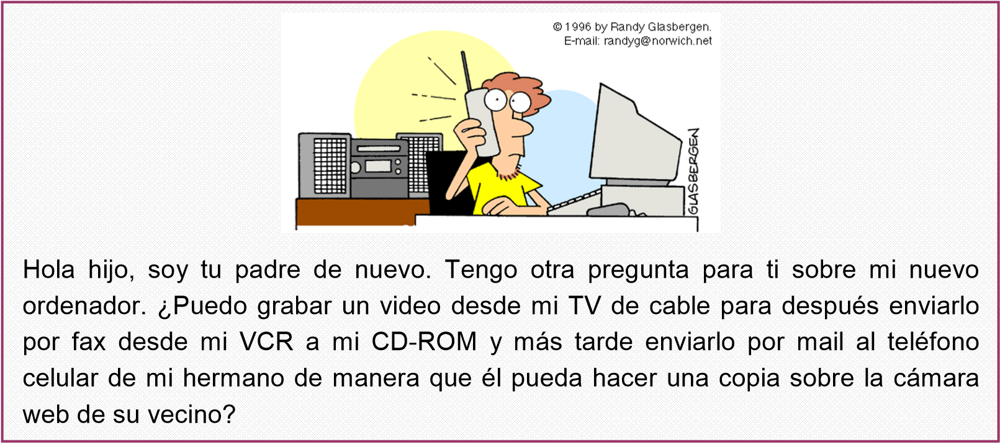 © 1996 by Randy Glasbergen.
E-mail: randyg@norwich.net
GLASBERGEN
Hola hijo, soy tu padre de nuevo. Tengo otra pregunta para ti sobre mi nuevo
ordenador. ¿Puedo grabar un video desde mi TV de cable para después enviarlo
por fax desde mi VCR a mi CD-ROM y más tarde enviarlo por mail al teléfono
celular de mi hermano de manera que él pueda hacer una copia sobre la cámara
web de su vecino?